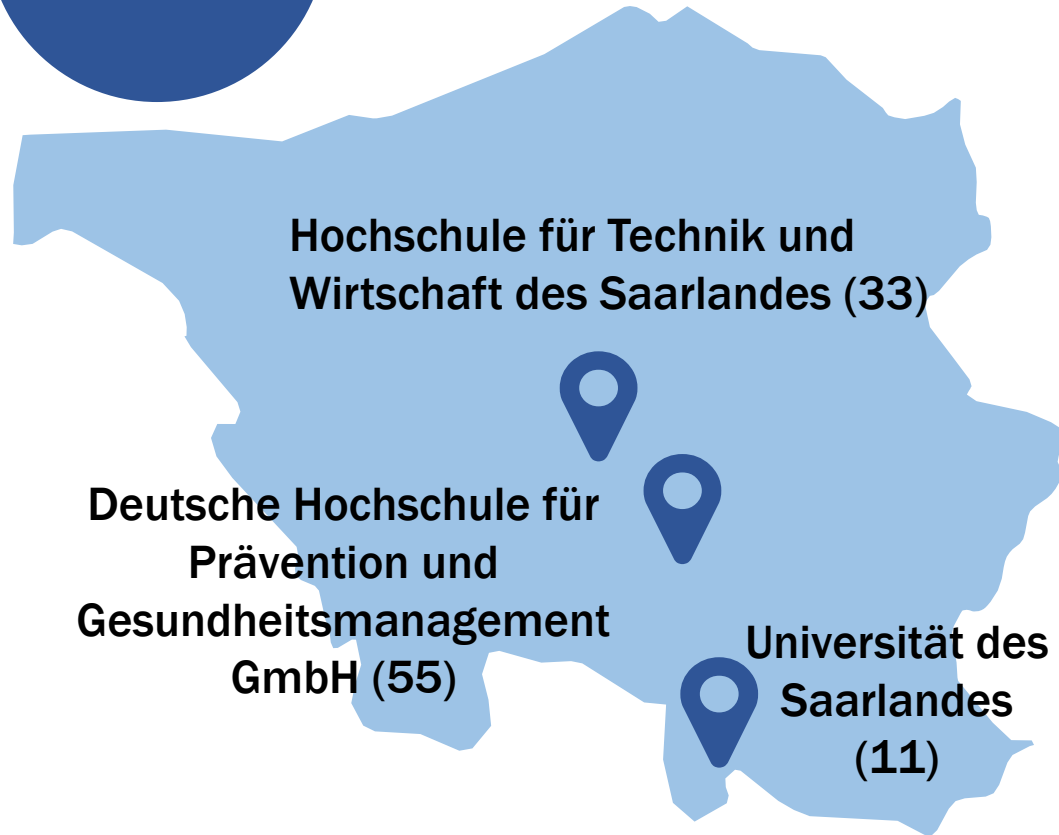 Hochschule für Technik und
Wirtschaft des Saarlandes (33)
Deutsche Hochschule für
Prävention und
Gesundheitsmanagement
GmbH (55)
Universität des
Saarlandes
(11)